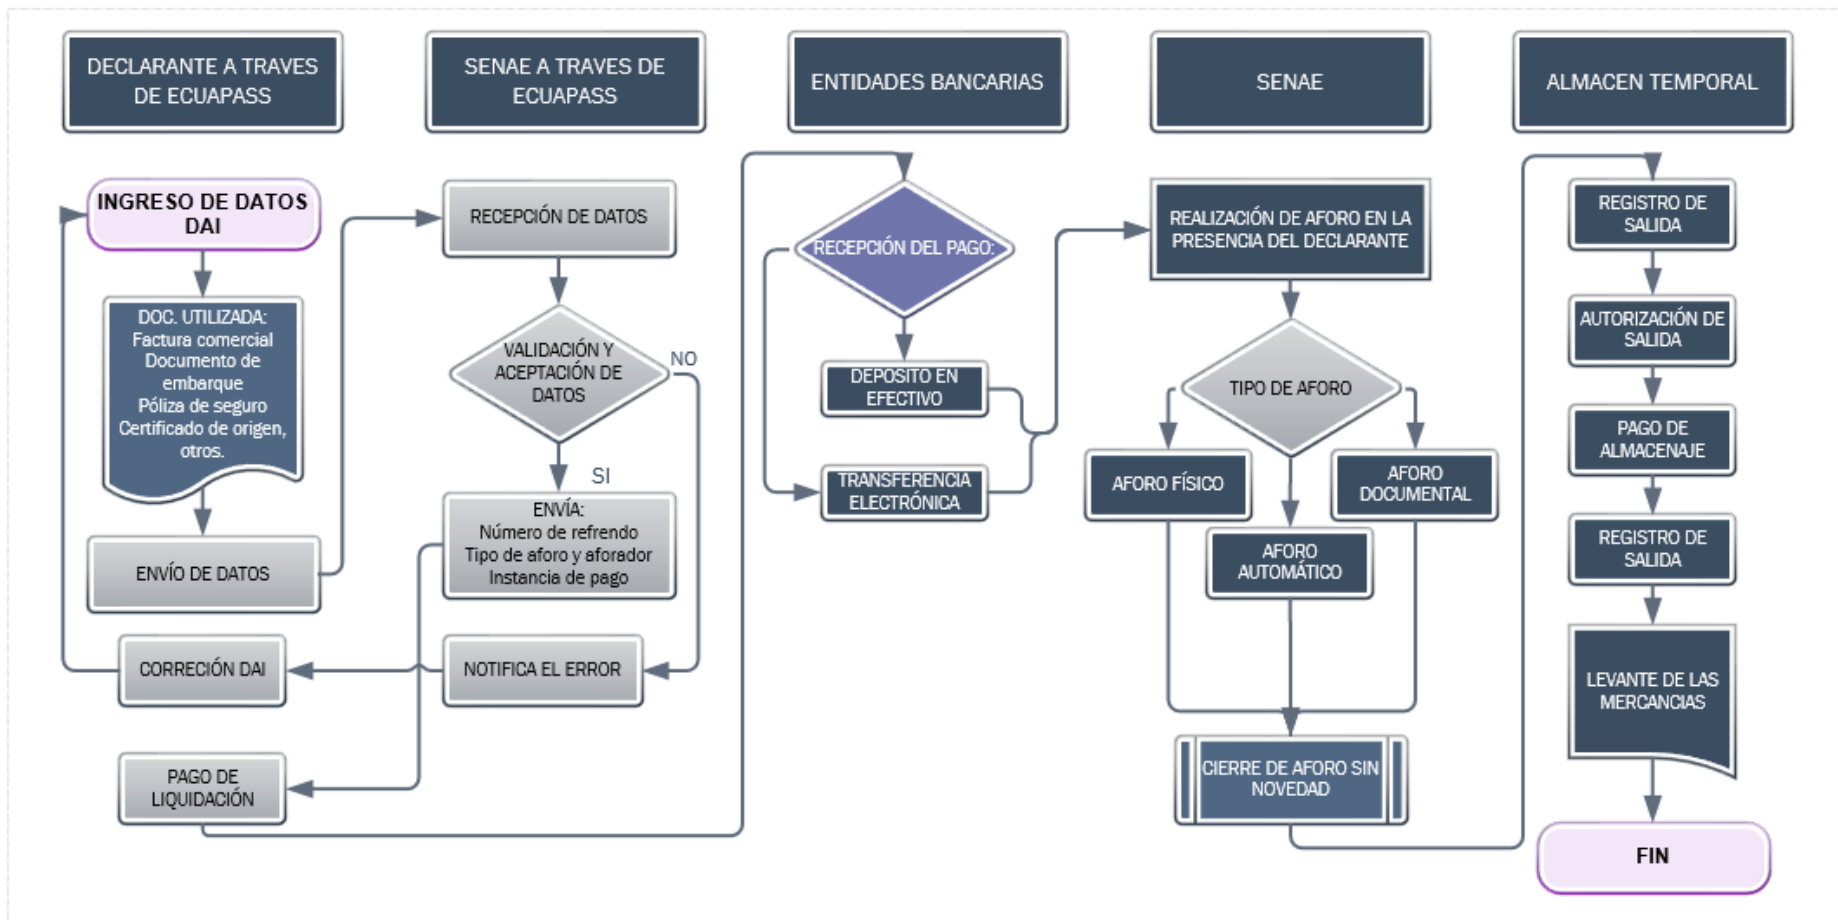 DECLARANTE A TRAVES
DE ECUAPASS
SENAE A TRAVES DE
ECUAPASS
ENTIDADES BANCARIAS
SENAE
ALMACEN TEMPORAL
INGRESO DE DATOS
DAI
DOC. UTILIZADA:
Factura comercial
Documento de
embarque
Póliza de seguro
Certificado de origen,
otros.
ENVÍO DE DATOS
CORRECIÓN DAI
PAGO DE
LIQUIDACIÓN
RECEPCIÓN DE DATOS
VALIDACIÓN Y
ACEPTACIÓN DE
DATOS
NO
SI
ENVÍA:
Número de refrendo
Tipo de aforo y aforador
Instancia de pago
NOTIFICA EL ERROR
RECEPCIÓN DEL PAGO:
DEPOSITO EN
EFECTIVO
TRANSFERENCIA
ELECTRÓNICA
REALIZACIÓN DE AFORO EN LA
PRESENCIA DEL DECLARANTE
TIPO DE AFORO
AFORO FÍSICO
AFORO
DOCUMENTAL
AFORO
AUTOMÁTICO
CIERRE DE AFORO SIN
NOVEDAD
REGISTRO DE
SALIDA
AUTORIZACIÓN DE
SALIDA
PAGO DE
ALMACENAJE
REGISTRO DE
SALIDA
LEVANTE DE LAS
MERCANCIAS
FIN